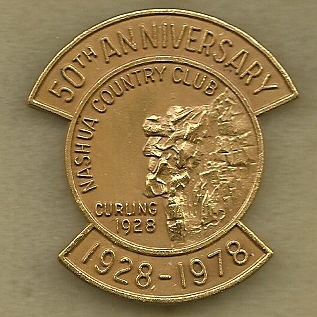 50TH ANNIVERSARY
NASHUA COUNTRY CLUB
CURLING
1928
1928-1978